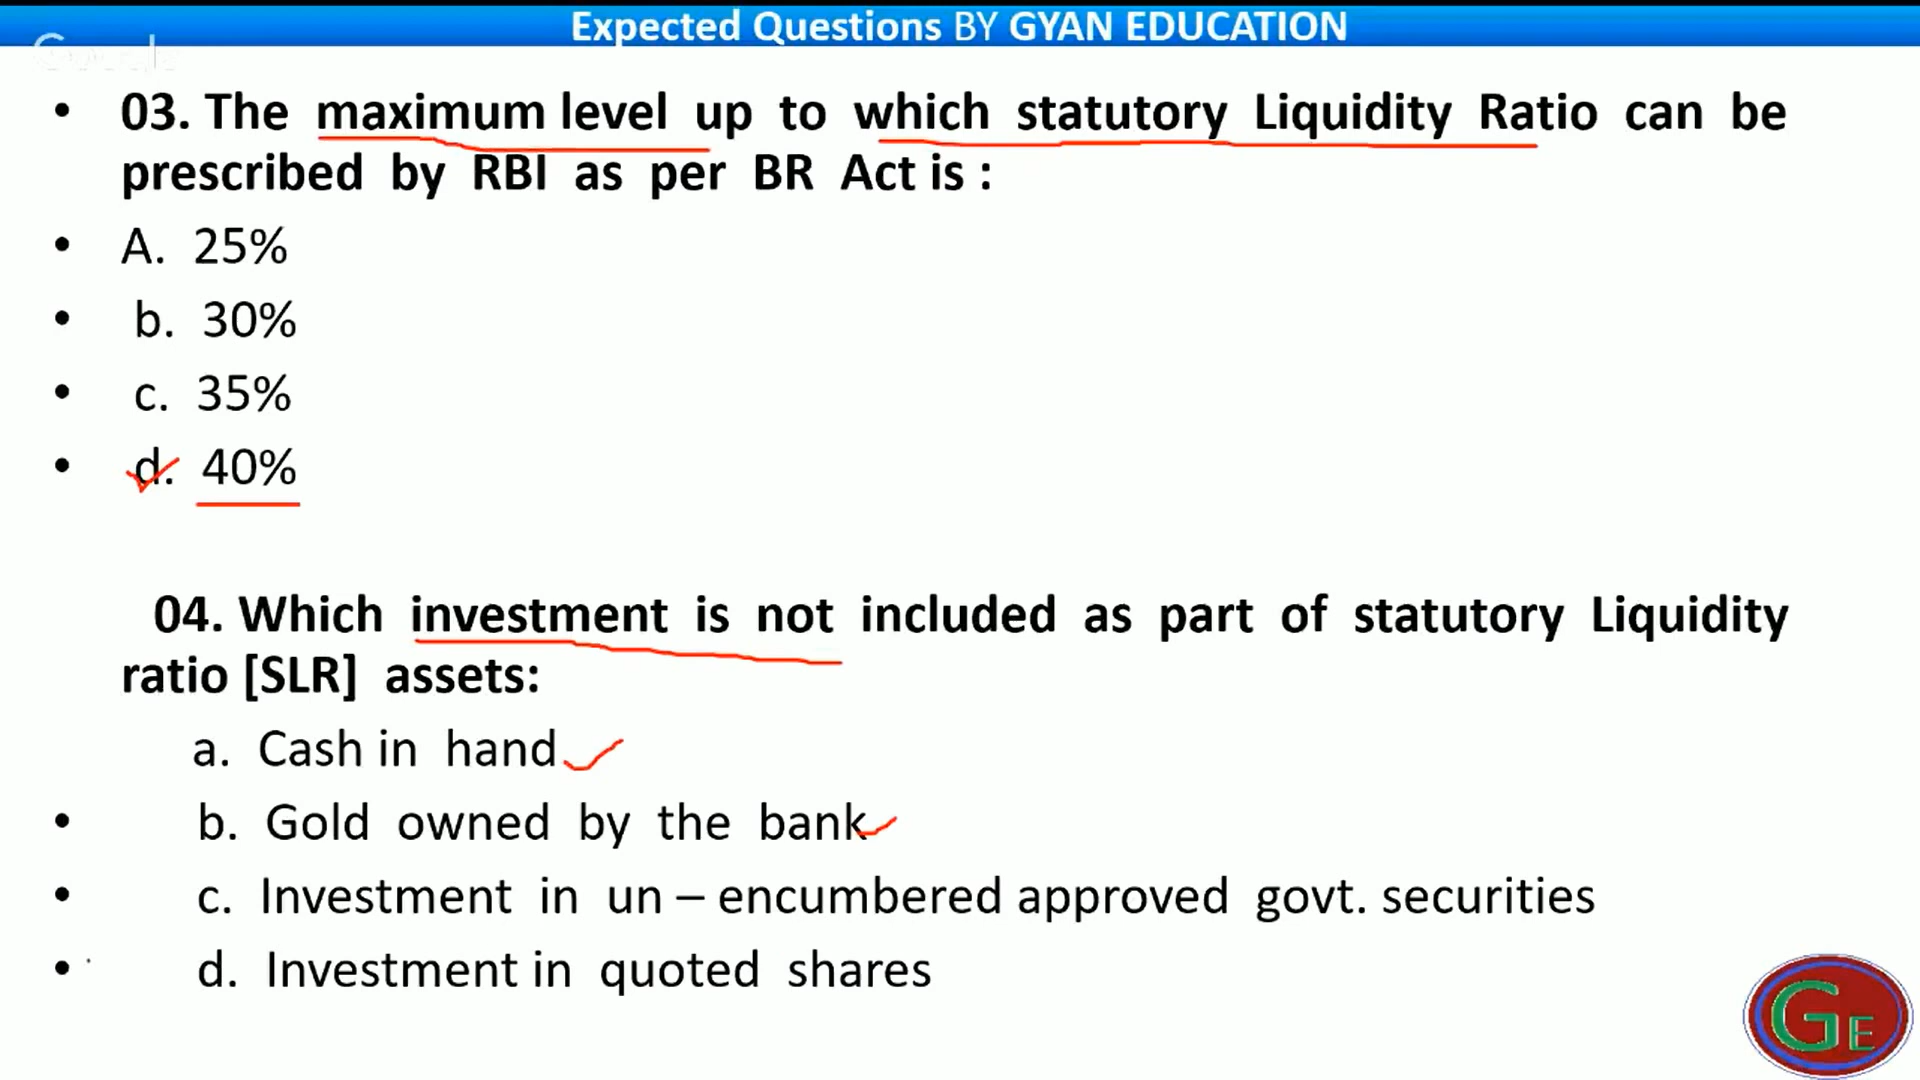 Expected Questions BY GYAN EDUCATION
Google
• 03. The maximum level up to which statutory Liquidity Ratio can be
prescribed by RBI as per BR Act is :
• A. 25%
• b. 30%
• c. 35%
• d. 40%
04. Which investment is not included as part of statutory Liquidity
ratio [SLR] assets:
a. Cash in hand
• b. Gold owned by the bank
• c. Investment in un – encumbered approved govt. securities
• d. Investment in quoted shares
GE